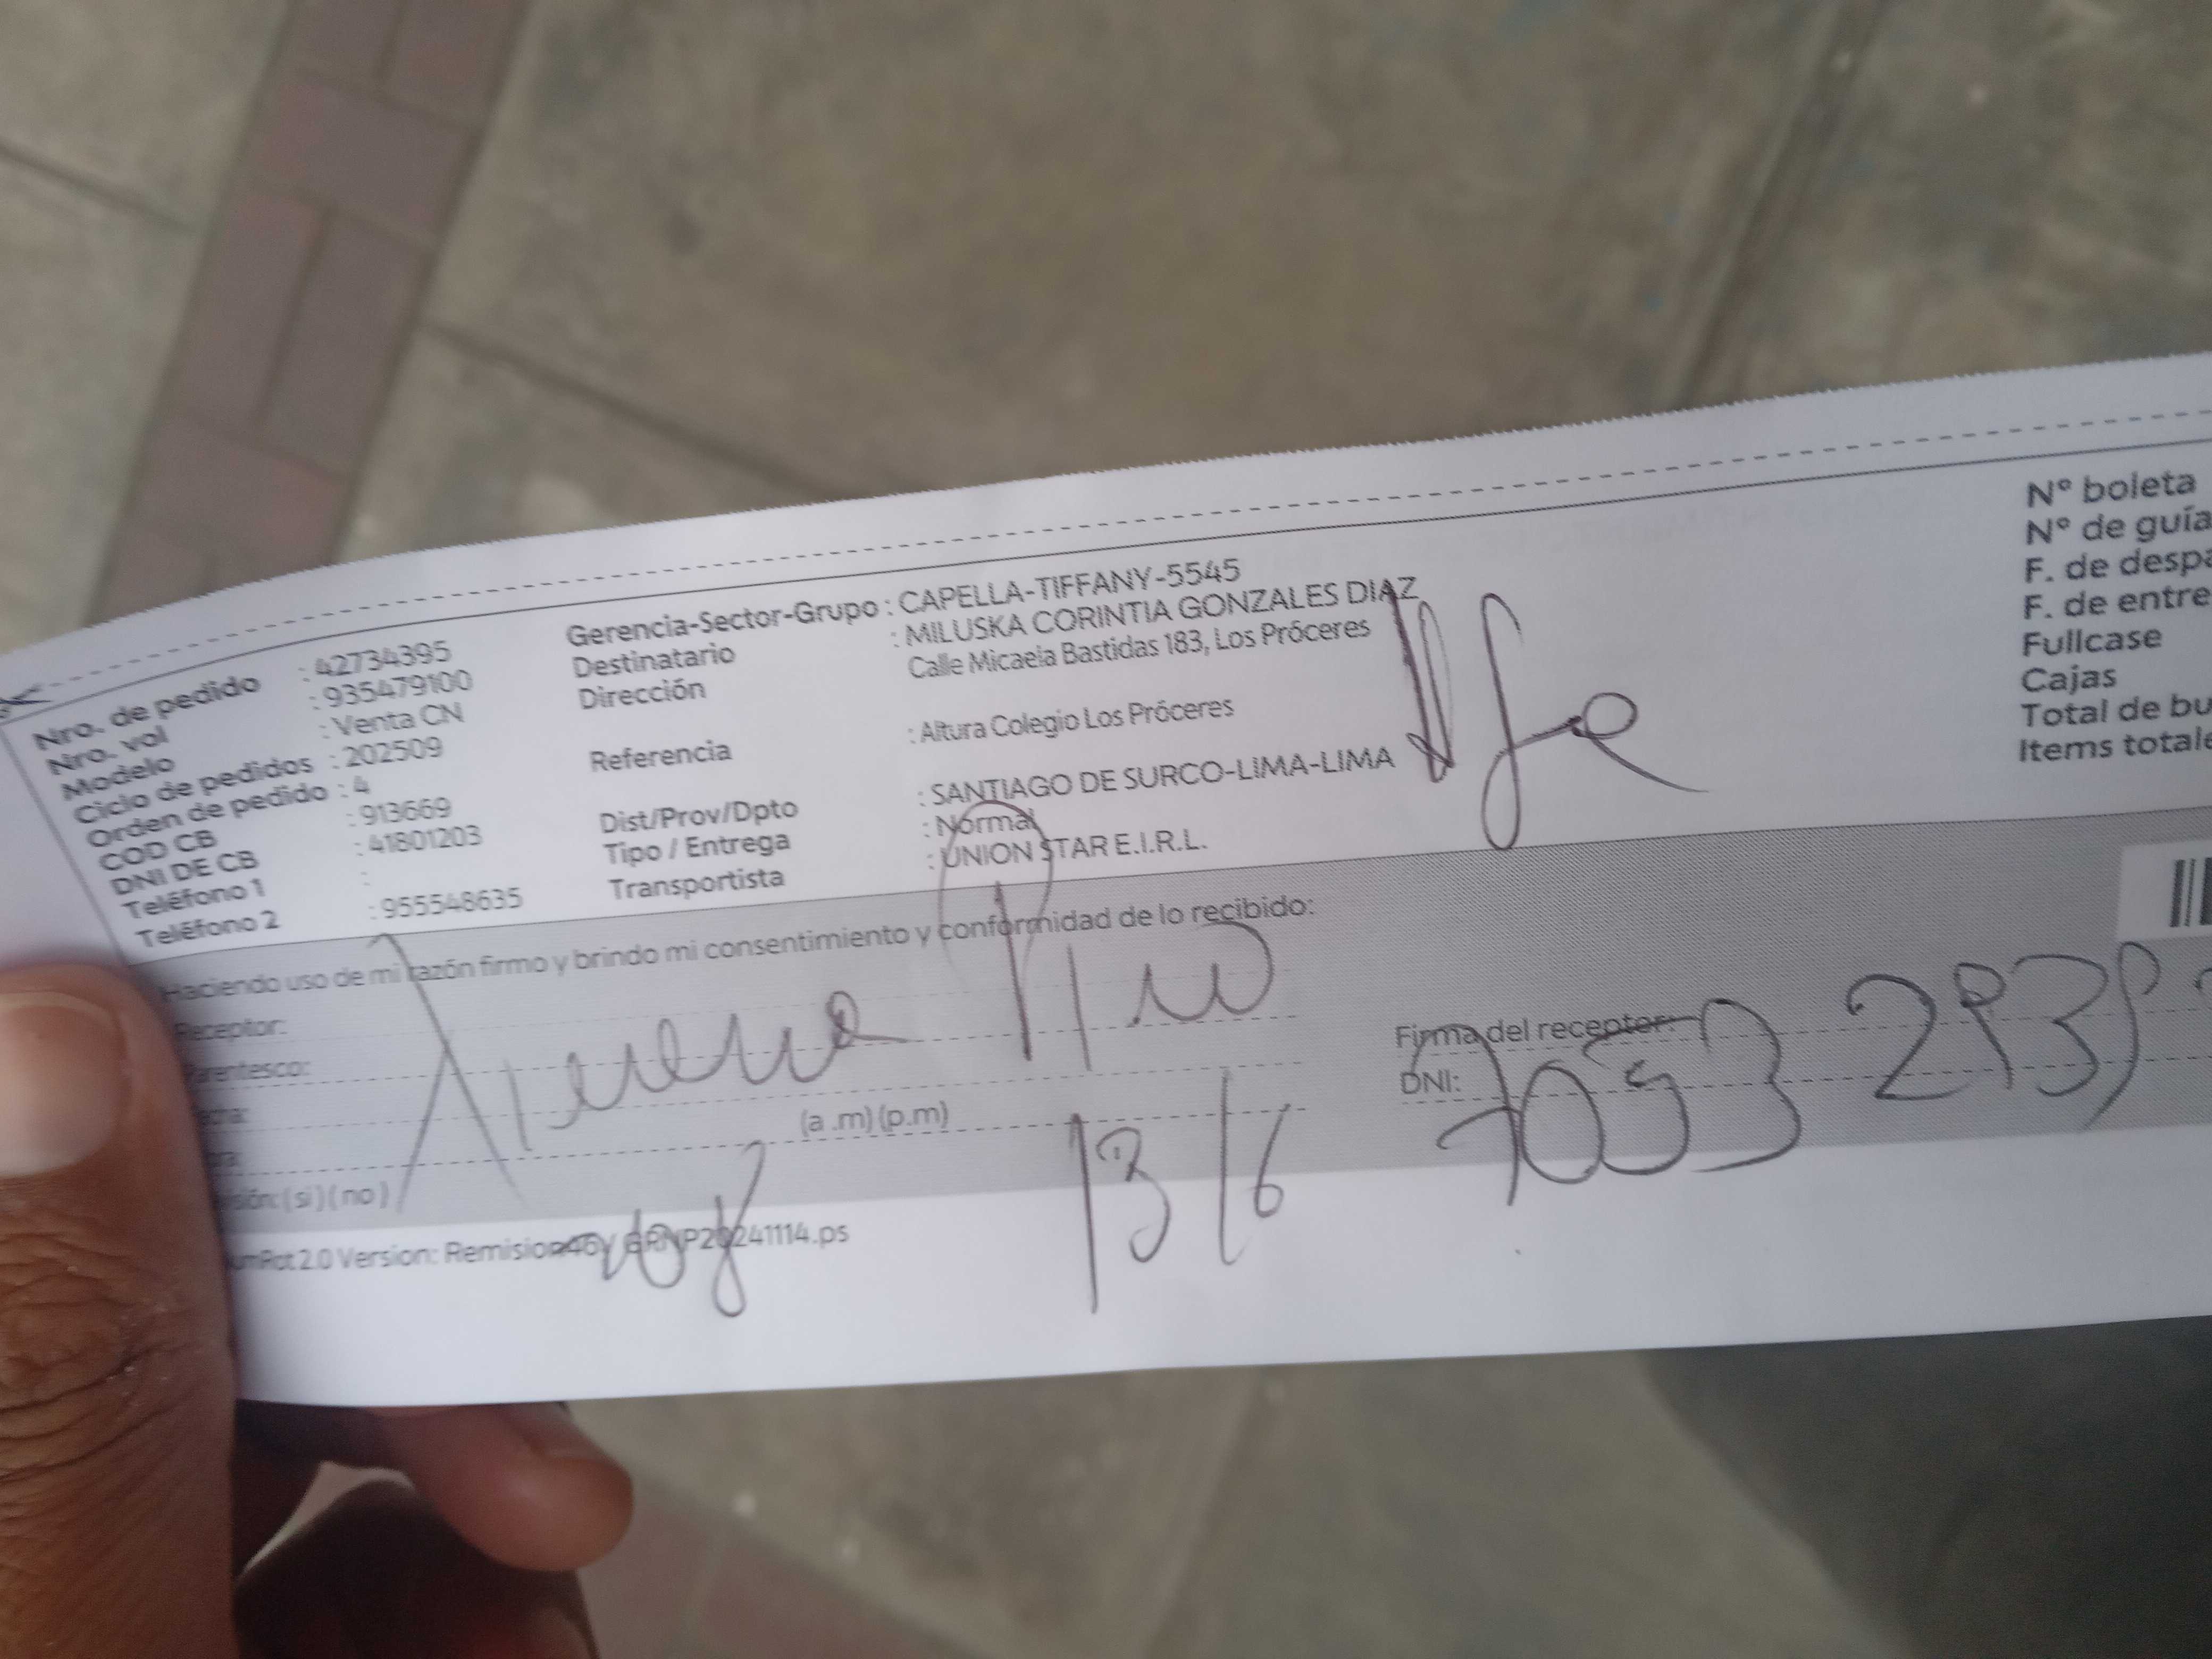 Nro. de pedido : 42734395
Nro. vol : 935479100
Modelo : Venta CN
Ciclo de pedidos : 202509
Orden de pedido : 4
COD CB : 913669
DNI DE CB : 41801203
Teléfono 1 :
Teléfono 2 : 955548635
Gerencia-Sector-Grupo : CAPELLA-TIFFANY-5545
Destinatario : MILUSKA CORINTIA GONZALES DIAZ
Dirección Calle Micaela Bastidas 183, Los Próceres
Referencia : Altura Colegio Los Próceres
Dist/Prov/Dpto : SANTIAGO DE SURCO-LIMA-LIMA
Tipo / Entrega : Normal
Transportista : UNION STAR E.I.R.L.
N° boleta
N° de guía
F. de despa
F. de entre
Fullcase
Cajas
Total de bu
Items totale
Haciendo uso de mi razón firmo y brindo mi consentimiento y conformidad de lo recibido:
Receptor:
rentesco:
(a .m) (p.m)
13/6
(si) (no)
Firma del receptor:
DNI:
2.0 Version: